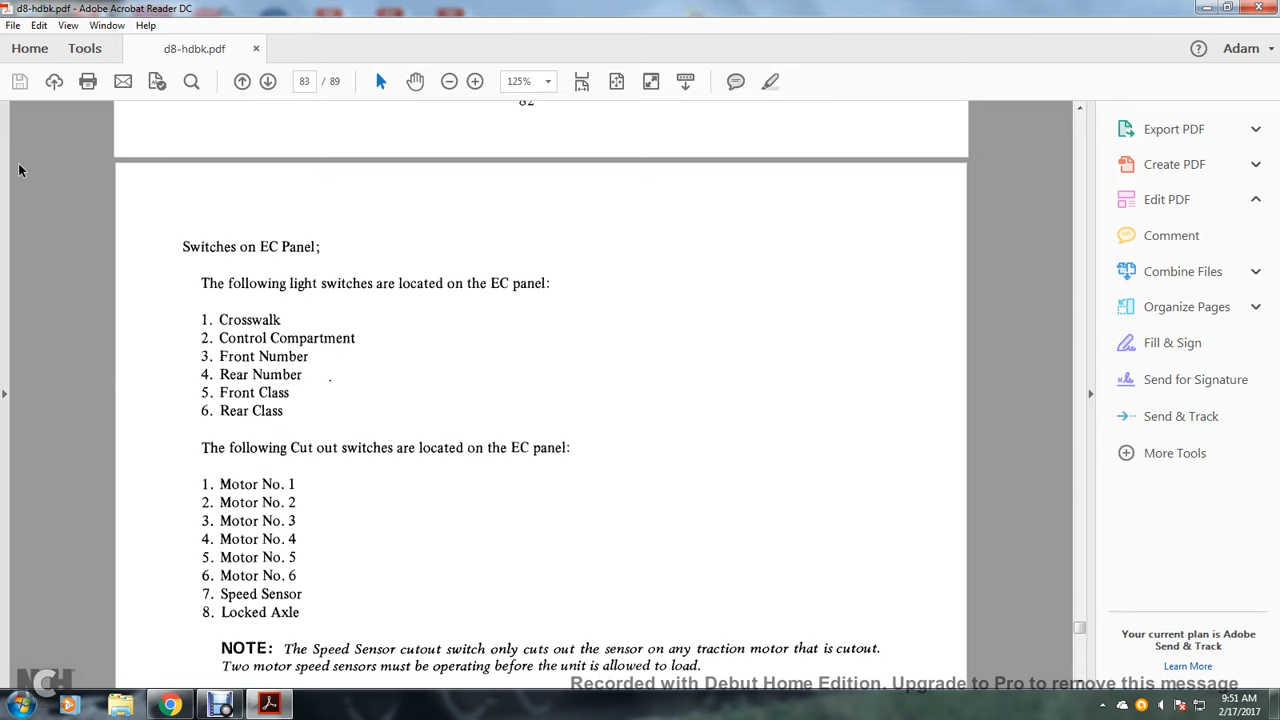 d8-hdbk.pdf - Adobe Acrobat Reader DC
File Edit View Window Help
Home Tools d8-hdbk.pdf × Adam
83 / 89 125%
82
Switches on EC Panel;
The following light switches are located on the EC panel:
1. Crosswalk
2. Control Compartment
3. Front Number
4. Rear Number
5. Front Class
6. Rear Class
The following Cut out switches are located on the EC panel:
1. Motor No. 1
2. Motor No. 2
3. Motor No. 3
4. Motor No. 4
5. Motor No. 5
6. Motor No. 6
7. Speed Sensor
8. Locked Axle
NOTE: The Speed Sensor cutout switch only cuts out the sensor on any traction motor that is cutout.
Two motor speed sensors must be operating before the unit is allowed to load.
Export PDF
Create PDF
Edit PDF
Comment
Combine Files
Organize Pages
Fill & Sign
Send for Signature
Send & Track
More Tools
Your current plan is Adobe
Send & Track
Learn More
NCH
Recorded with Debut Home Edition. Upgrade to Pro to remove this message
9:51 AM
2/17/2017